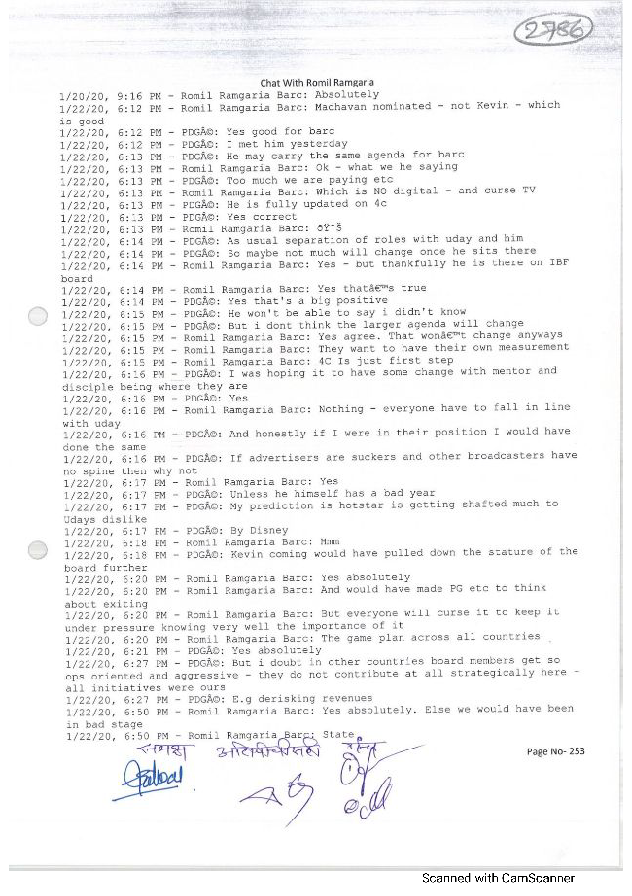 2786
Chat With Romil Ramgaria
1/20/20, 9:16 PM - Romil Ramgaria Barc: Absolutely
1/22/20, 6:12 PM - Romil Ramgaria Barc: Machavan nominated - not Kevin - which
is good
1/22/20, 6:12 PM - PDGÃ©: Yes good for barc
1/22/20, 6:12 PM - PDGÃ©: I met him yesterday
1/22/20, 6:13 PM - PDGÃ©: He may carry the same agenda for barc
1/22/20, 6:13 PM - Romil Ramgaria Barc: Ok - what we he saying
1/22/20, 6:13 PM - PDGÃ©: Too much we are paying etc
1/22/20, 6:13 PM - Romil Ramgaria Barc: Which is NO digital - and curse TV
1/22/20, 6:13 PM - PDGÃ©: He is fully updated on 4c
1/22/20, 6:13 PM - PDGÃ©: Yes correct
1/22/20, 6:13 PM - Romil Ramgaria Barc:
1/22/20, 6:14 PM - PDGÃ©: As usual separation of roles with uday and him
1/22/20, 6:14 PM - PDGÃ©: So maybe not much will change once he sits there
1/22/20, 6:14 PM - Romil Ramgaria Barc: Yes - but thankfully he is there on IBF
board
1/22/20, 6:14 PM - Romil Ramgaria Barc: Yes thatâ€™s true
1/22/20, 6:14 PM - PDGÃ©: Yes that's a big positive
1/22/20, 6:15 PM - PDGÃ©: He won't be able to say i didn't know
1/22/20, 6:15 PM - PDGÃ©: But i dont think the larger agenda will change
1/22/20, 6:15 PM - Romil Ramgaria Barc: Yes agree. That wonâ€™t change anyways
1/22/20, 6:15 PM - Romil Ramgaria Barc: They want to have their own measurement
1/22/20, 6:15 PM - Romil Ramgaria Barc: 4C Is just first step
1/22/20, 6:16 PM - PDGÃ©: I was hoping it to have some change with mentor and
disciple being where they are
1/22/20, 6:16 PM - PDGÃ©: Yes
1/22/20, 6:16 PM - Romil Ramgaria Barc: Nothing - everyone have to fall in line
with uday
1/22/20, 6:16 PM - PDGÃ©: And honestly if I were in their position I would have
done the same
1/22/20, 6:16 PM - PDGÃ©: If advertisers are suckers and other broadcasters have
no spine then why not
1/22/20, 6:17 PM - Romil Ramgaria Barc: Yes
1/22/20, 6:17 PM - PDGÃ©: Unless he himself has a bad year
1/22/20, 6:17 PM - PDGÃ©: My prediction is hotstar is getting shafted much to
Udays dislike
1/22/20, 6:17 PM - PDGÃ©: By Disney
1/22/20, 6:18 PM - Romil Ramgaria Barc: Mmm
1/22/20, 6:18 PM - PDGÃ©: Kevin coming would have pulled down the stature of the
board further
1/22/20, 6:20 PM - Romil Ramgaria Barc: Yes absolutely
1/22/20, 6:20 PM - Romil Ramgaria Barc: And would have made PG etc to think
about exiting
1/22/20, 6:20 PM - Romil Ramgaria Barc: But everyone will curse it to keep it
under pressure knowing very well the importance of it
1/22/20, 6:20 PM - Romil Ramgaria Barc: The game plan across all countries
1/22/20, 6:21 PM - PDGÃ©: Yes absolutely
1/22/20, 6:27 PM - PDGÃ©: But i doubt in other countries board members get so
ops oriented and aggressive - they do not contribute at all strategically here -
all initiatives were ours
1/22/20, 6:27 PM - PDGÃ©: E.g derisking revenues
1/22/20, 6:50 PM - Romil Ramgaria Barc: Yes absolutely. Else we would have been
in bad stage
1/22/20, 6:50 PM - Romil Ramgaria Barc: State
Page No- 253
Scanned with CamScanner